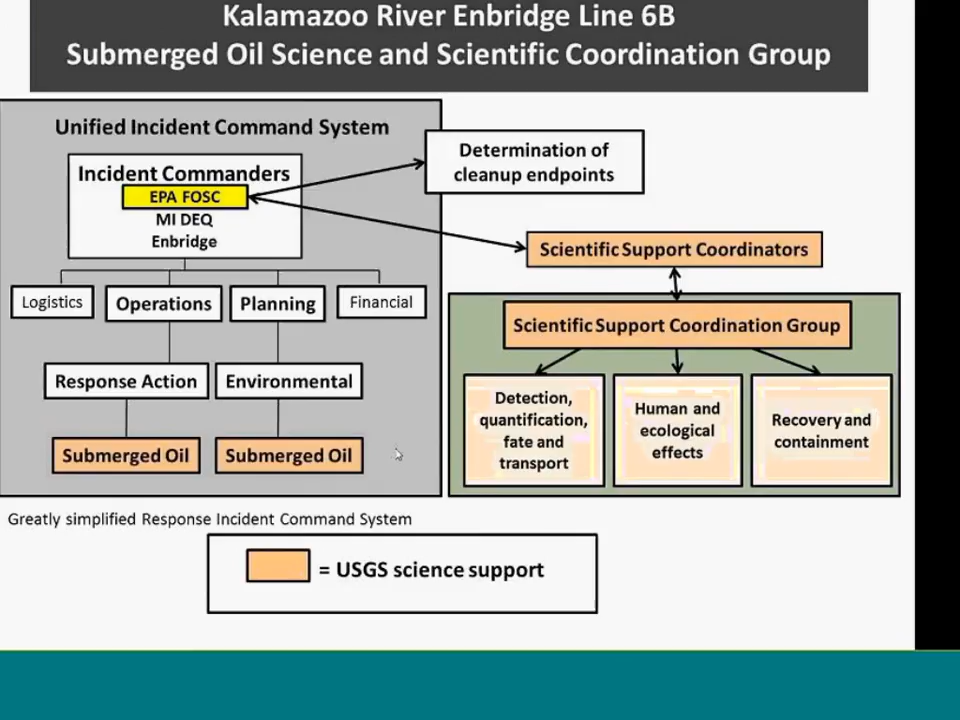 Kalamazoo River Enbridge Line 6B
Submerged Oil Science and Scientific Coordination Group
Unified Incident Command System
Incident Commanders
EPA FOSC
MI DEQ
Enbridge
Determination of
cleanup endpoints
Scientific Support Coordinators
Logistics
Operations
Planning
Financial
Scientific Support Coordination Group
Response Action
Environmental
Detection,
quantification,
fate and
transport
Human and
ecological
effects
Recovery and
containment
Submerged Oil
Submerged Oil
Greatly simplified Response Incident Command System
= USGS science support